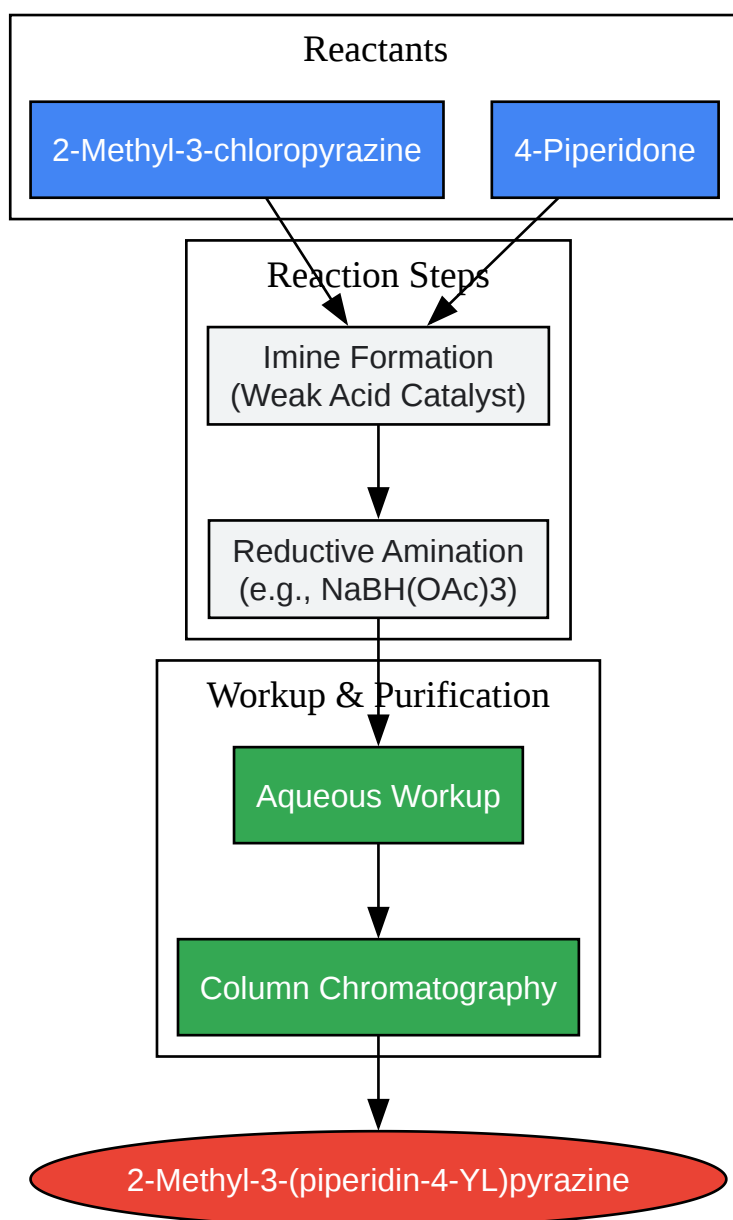 Reactants
2-Methyl-3-chloropyrazine
4-Piperidone
Reaction Steps
Imine Formation
(Weak Acid Catalyst)
Reductive Amination
(e.g., NaBH(OAc)3)
Workup & Purification
Aqueous Workup
Column Chromatography
2-Methyl-3-(piperidin-4-YL)pyrazine